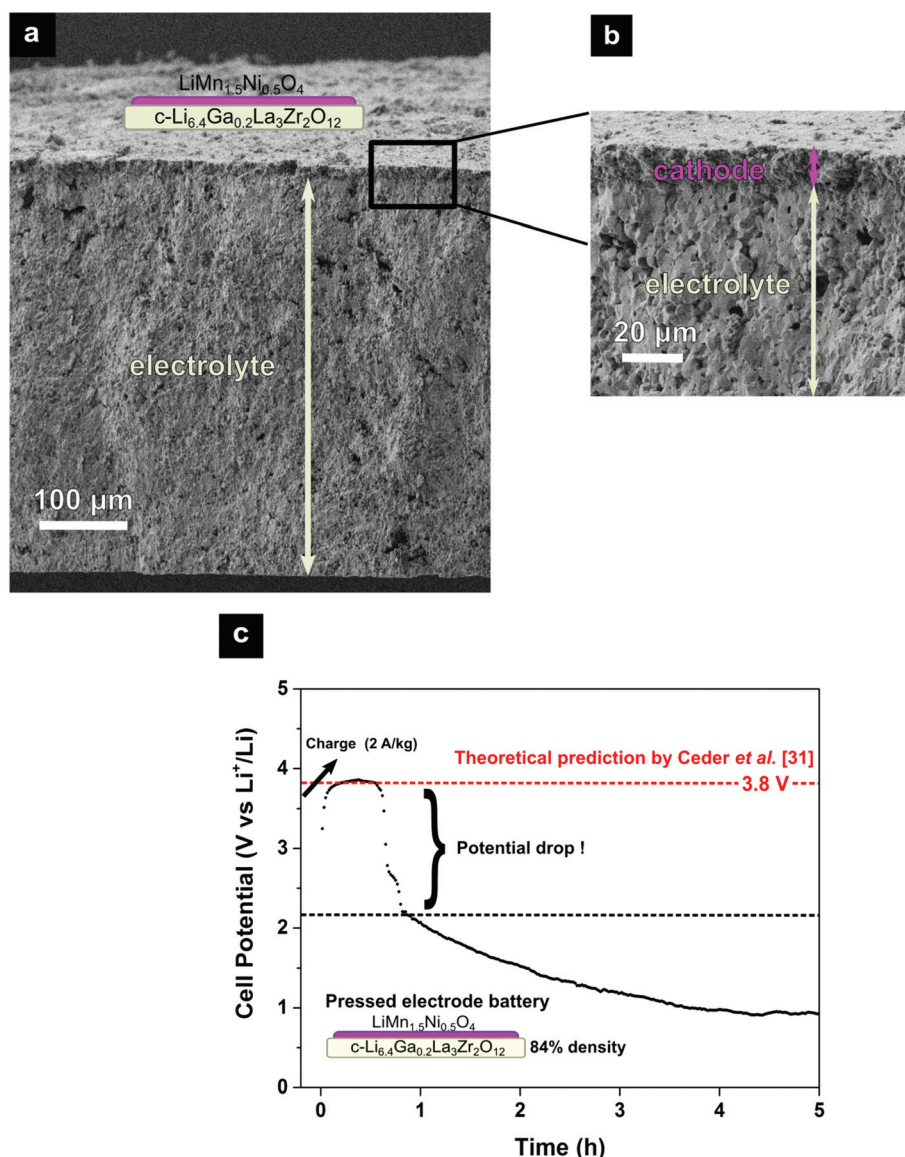 a
LiMn1.5Ni0.5O4
c-Li6.4Ga0.2La3Zr2O12
electrolyte
100 µm
b
cathode
electrolyte
20 µm
c
5
4
3
2
1
0
Cell Potential (V vs Li+/Li)
Charge (2 A/kg)
Theoretical prediction by Ceder et al. [31]
3.8 V
Potential drop !
Pressed electrode battery
LiMn1.5Ni0.5O4
c-Li6.4Ga0.2La3Zr2O12 84% density
0 1 2 3 4 5
Time (h)